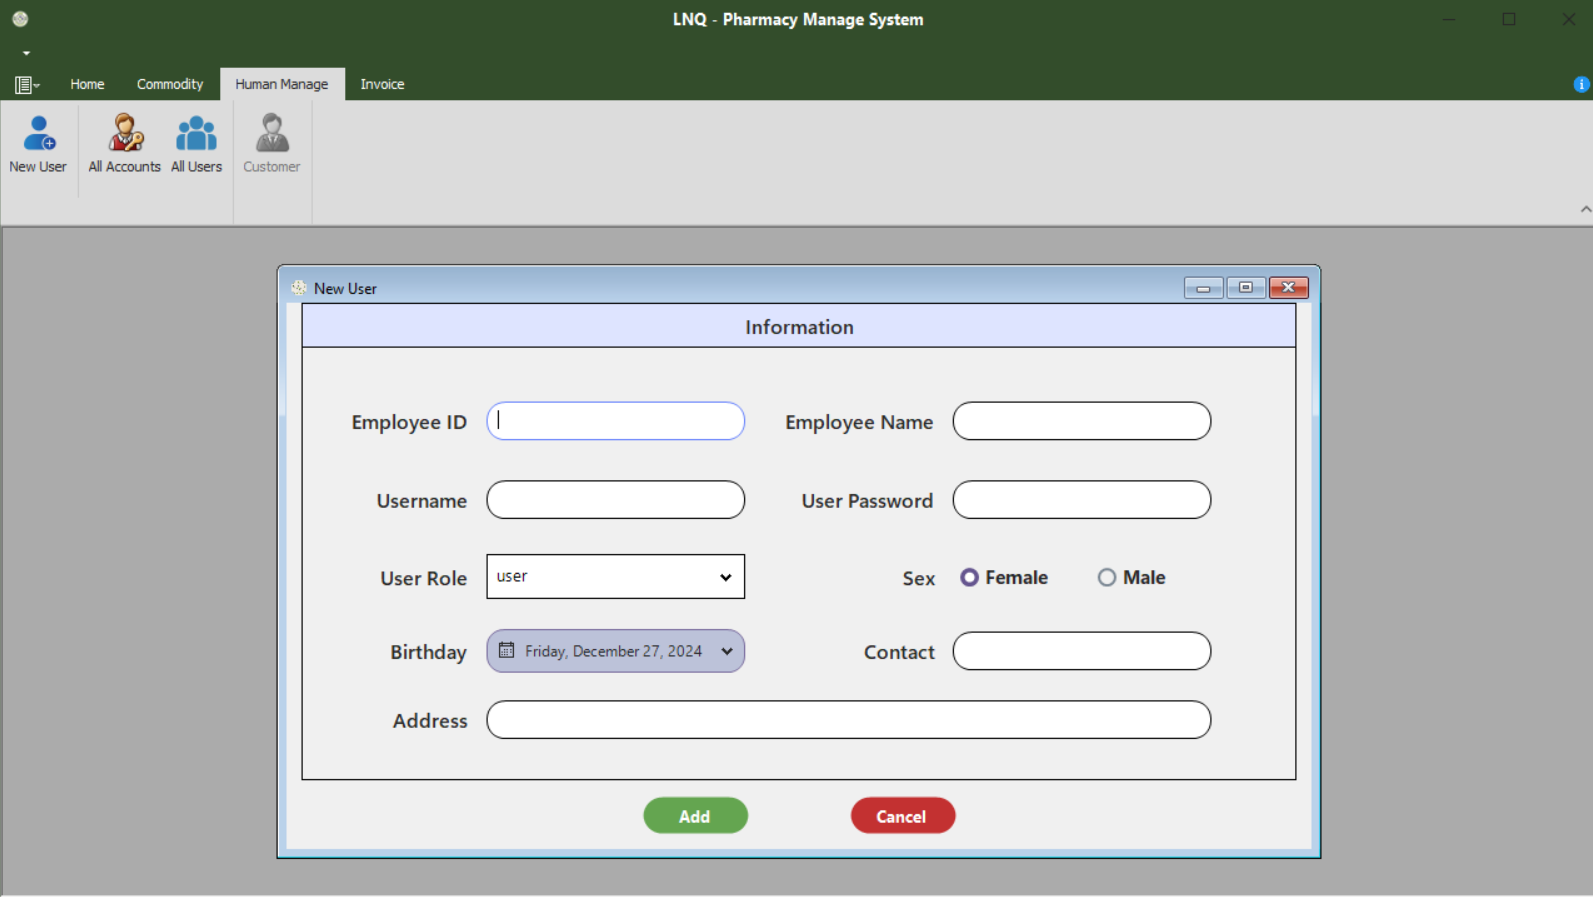 LNQ - Pharmacy Manage System
Home Commodity Human Manage Invoice
New User All Accounts All Users Customer
New User
Information
Employee ID Employee Name
Username User Password
User Role user Sex Female Male
Birthday Friday, December 27, 2024 Contact
Address
Add Cancel